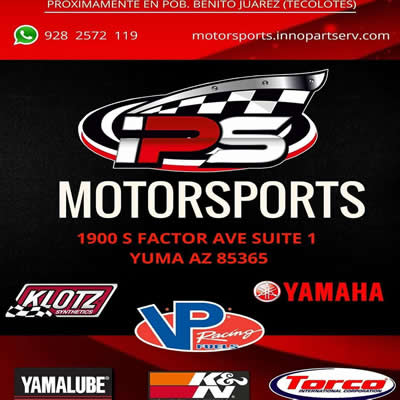 PROXIMAMENTE EN POB. BENITO JUAREZ (TECOLOTES)
928 2572 119
motorsports.innopartserv.com
iPS
MOTORSPORTS
1900 S FACTOR AVE SUITE 1
YUMA AZ 85365
KLOTZ
SYNTHETICS
YAMAHA
VP
Racing
FUELS
YAMALUBE®
K&N
Torco
INTERNATIONAL CORPORATION